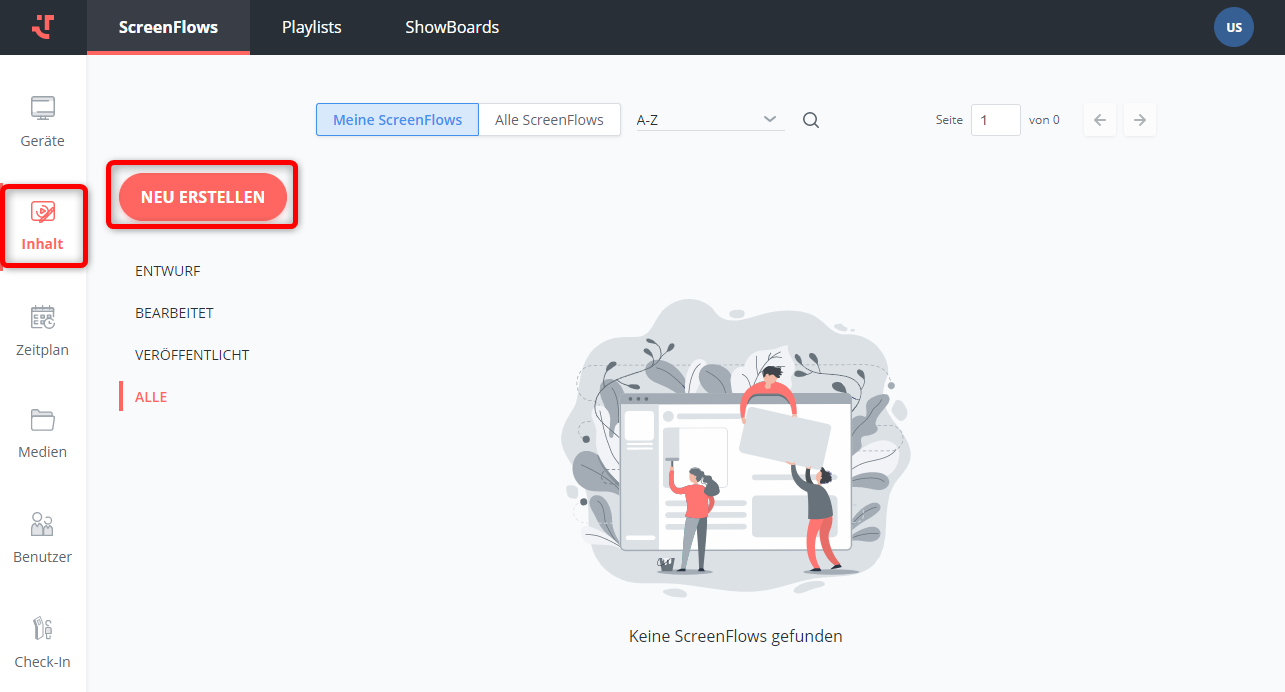 ScreenFlows
Playlists
ShowBoards
US
Geräte
Inhalt
Zeitplan
Medien
Benutzer
Check-In
Meine ScreenFlows
Alle ScreenFlows
A-Z
Seite 1 von 0
NEU ERSTELLEN
ENTWURF
BEARBEITET
VERÖFFENTLICHT
ALLE
Keine ScreenFlows gefunden